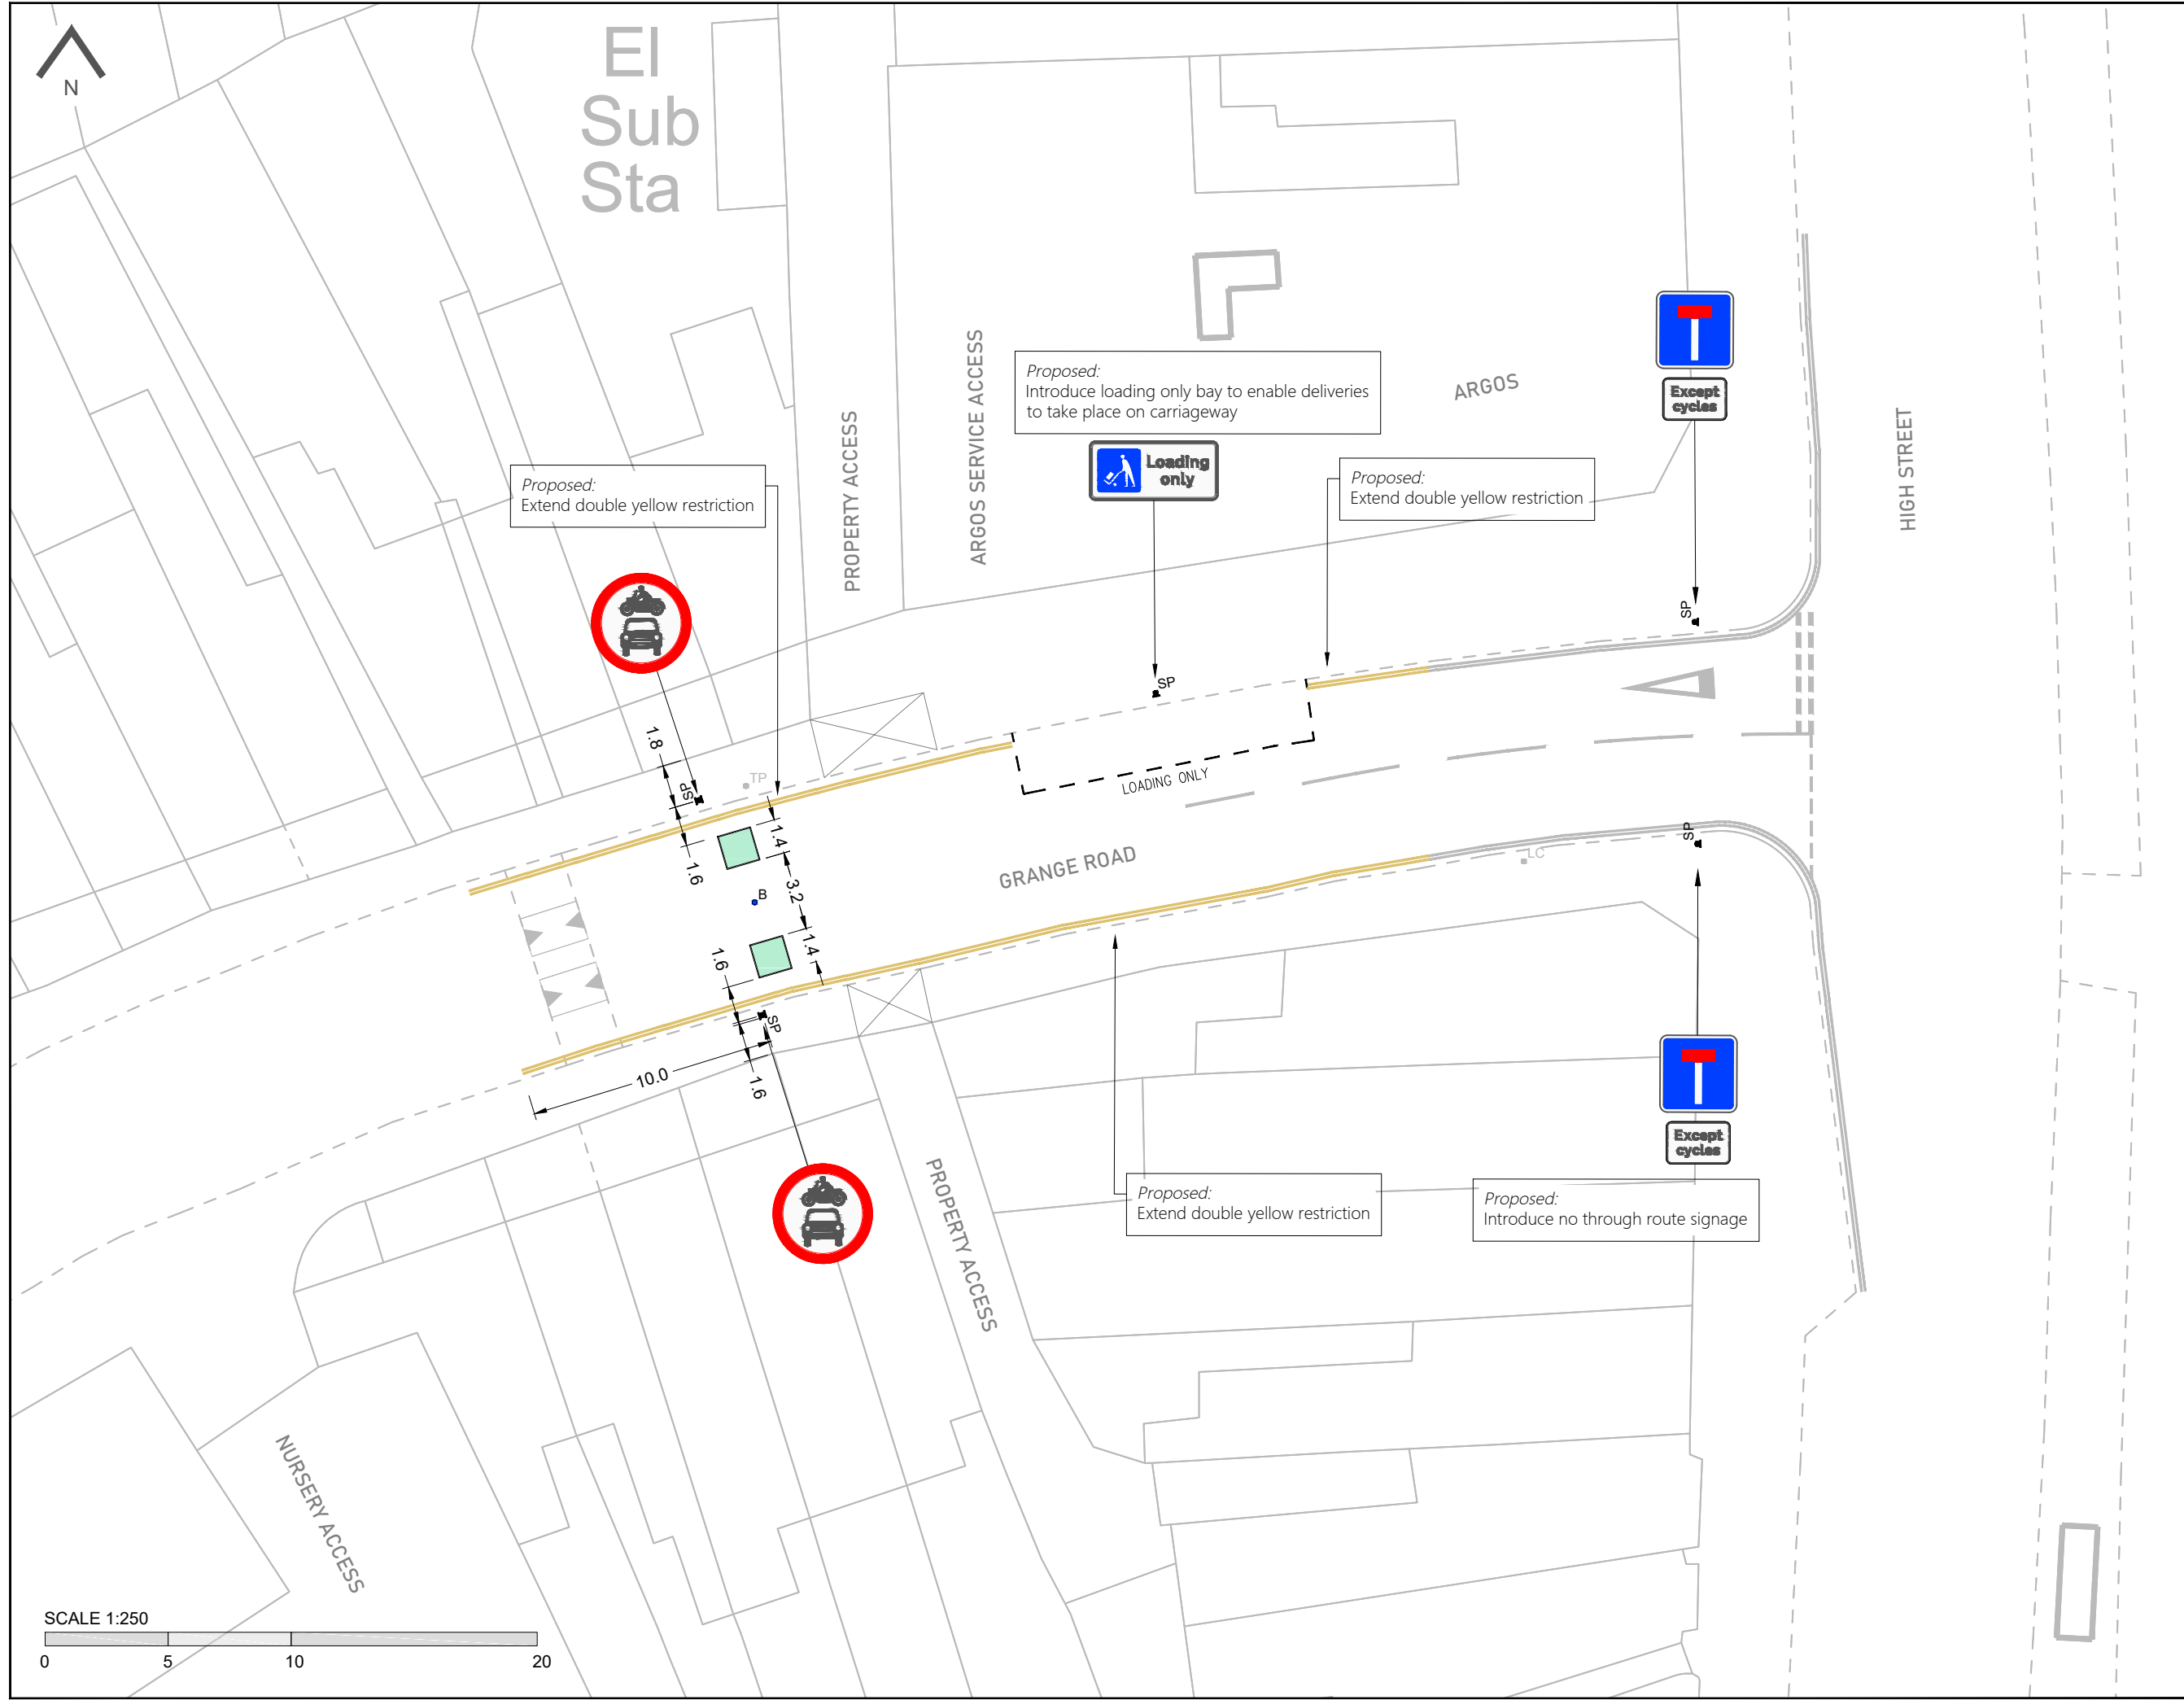 N
El
Sub
Sta
PROPERTY ACCESS
ARGOS SERVICE ACCESS
Proposed:
Introduce loading only bay to enable deliveries
to take place on carriageway
Loading
only
ARGOS
Except
cycles
HIGH STREET
Proposed:
Extend double yellow restriction
Proposed:
Extend double yellow restriction
SP
SP
LOADING ONLY
1.8
SP
TP
1.6
1.4
3.2
B
1.4
GRANGE ROAD
SP
LC
1.6
SP
10.0
1.6
PROPERTY ACCESS
Except
cycles
Proposed:
Extend double yellow restriction
Proposed:
Introduce no through route signage
NURSERY ACCESS
SCALE 1:250
0 5 10 20